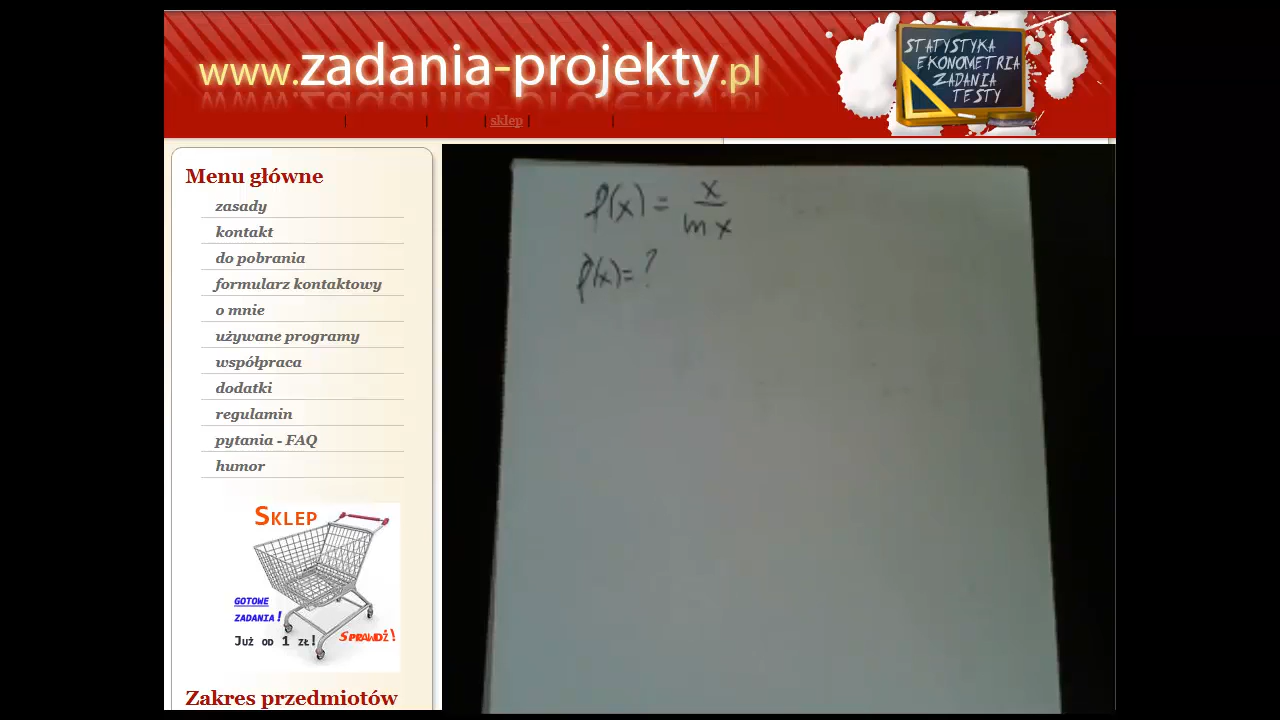 www.zadania-projekty.pl
STATYSTYKA
EKONOMETRIA
ZADANIA
TESTY
| | | sklep | |
Menu główne
zasady
kontakt
do pobrania
formularz kontaktowy
o mnie
używane programy
współpraca
dodatki
regulamin
pytania - FAQ
humor
SKLEP
GOTOWE
ZADANIA!
JUŻ OD 1 ZŁ!
SPRAWDŹ!
Zakres przedmiotów
f(x) = x / ln x
f'(x) = ?